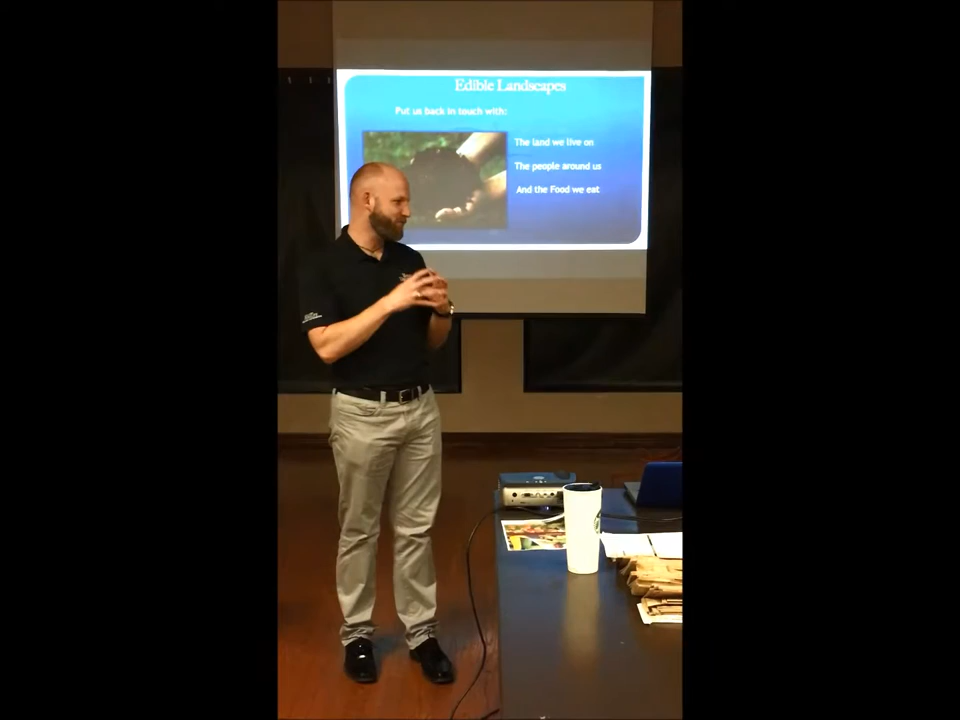 Edible Landscapes
Put us back in touch with:
The land we live on
The people around us
And the Food we eat